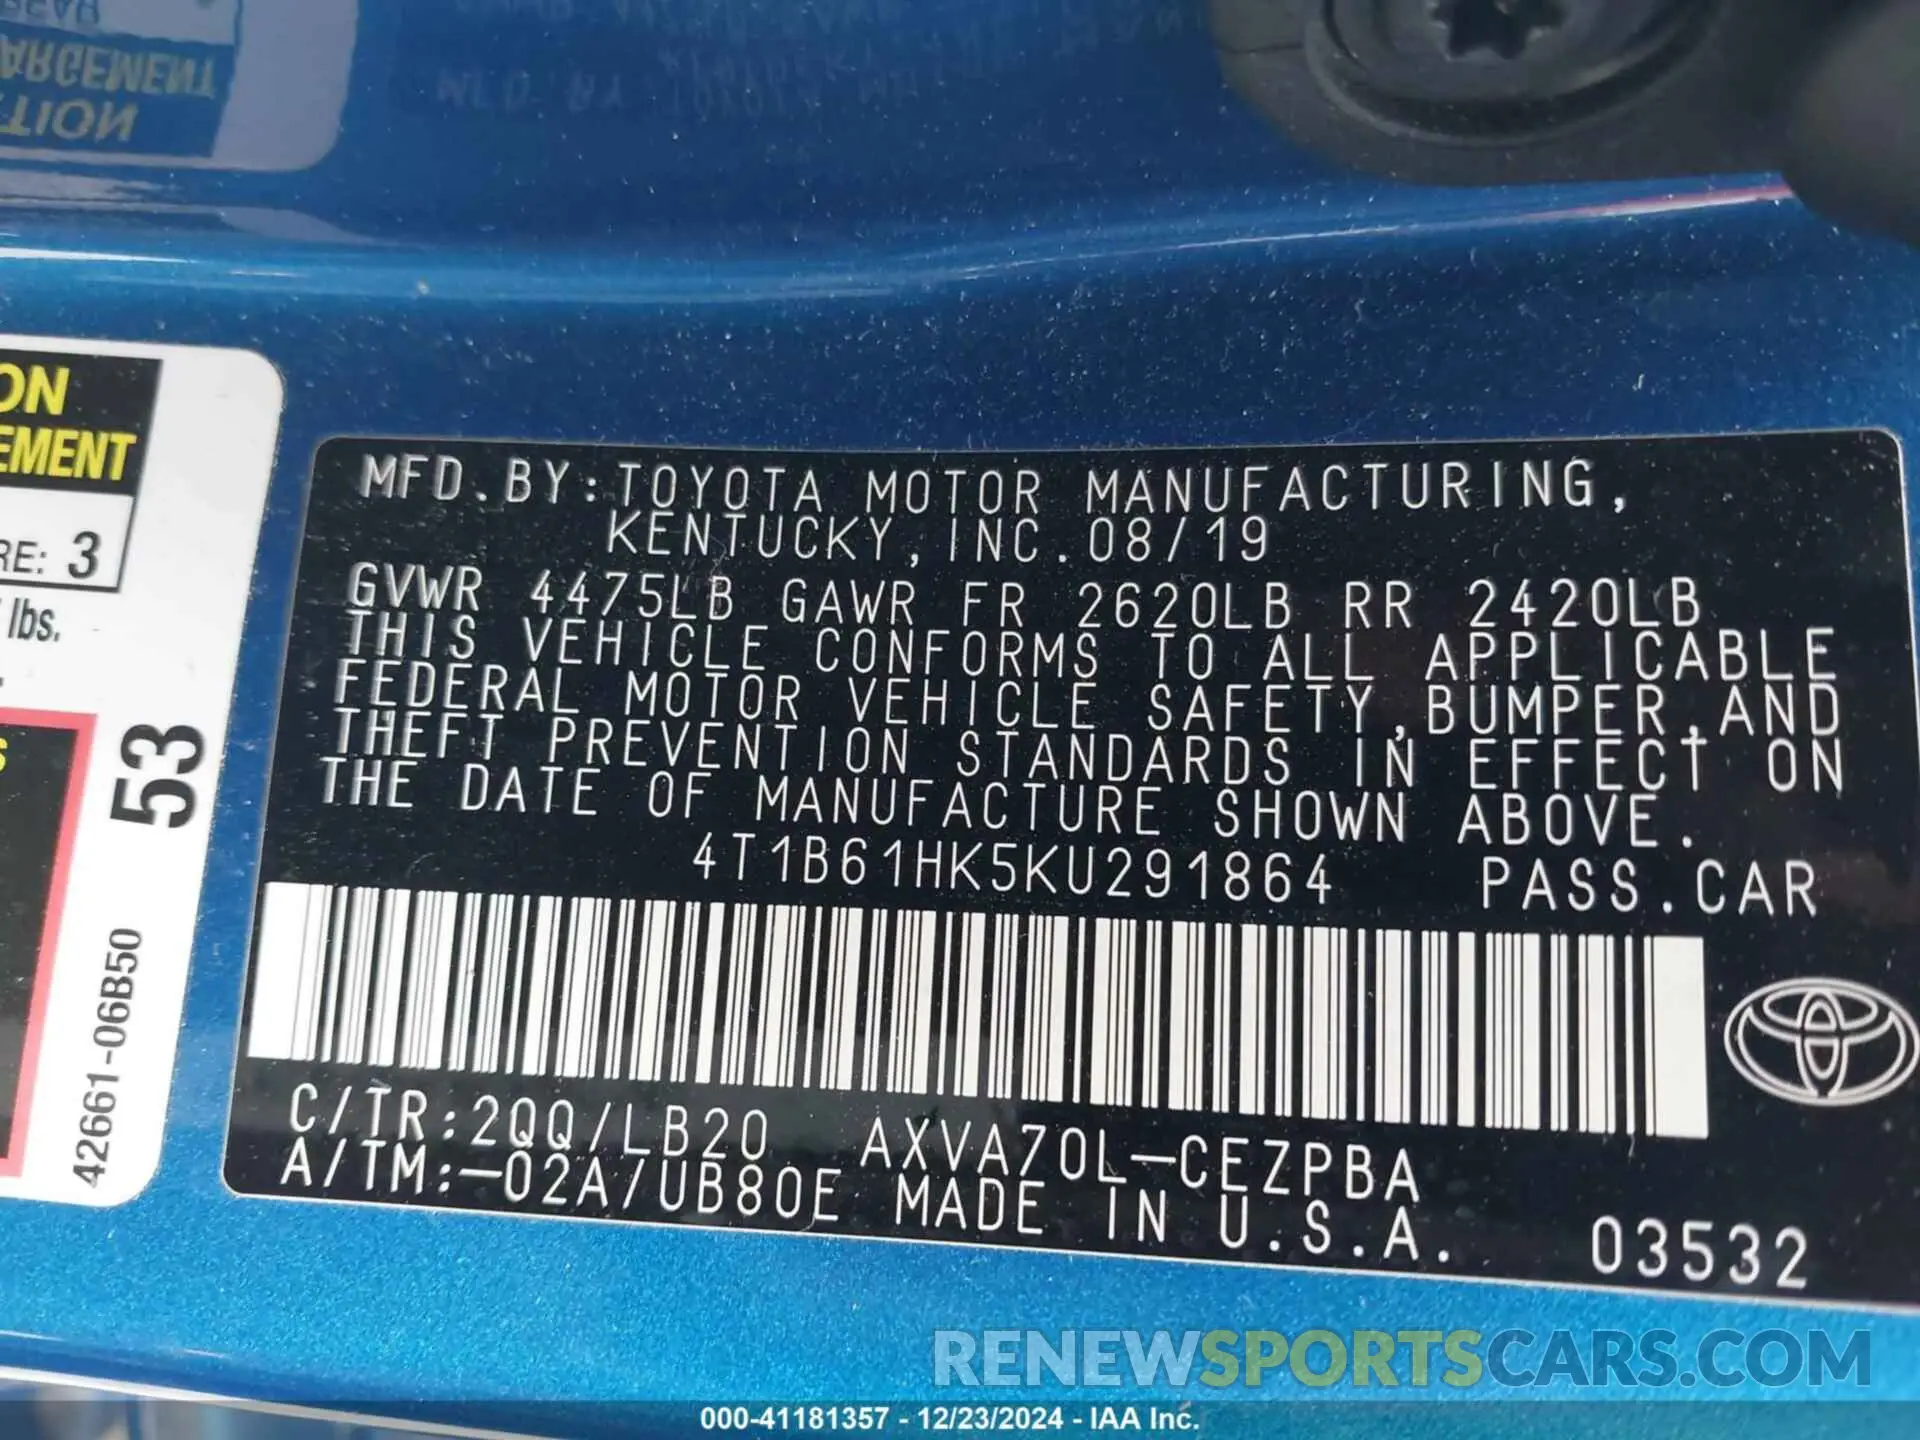 ARGEMENT
TION
ON
EMENT
RE: 3
lbs.
S
53
42661-06B50
MFD.BY:TOYOTA MOTOR MANUFACTURING,
KENTUCKY,INC.08/19
GVWR 4475LB GAWR FR 2620LB RR 2420LB
THIS VEHICLE CONFORMS TO ALL APPLICABLE
FEDERAL MOTOR VEHICLE SAFETY,BUMPER,AND
THEFT PREVENTION STANDARDS IN EFFECT ON
THE DATE OF MANUFACTURE SHOWN ABOVE.
4T1B61HK5KU291864 PASS.CAR
C/TR:2QQ/LB20 AXVA70L-CEZPBA
A/TM:-02A/UB80E MADE IN U.S.A. 03532
RENEWSPORTSCARS.COM
000-41181357 - 12/23/2024 - IAA Inc.